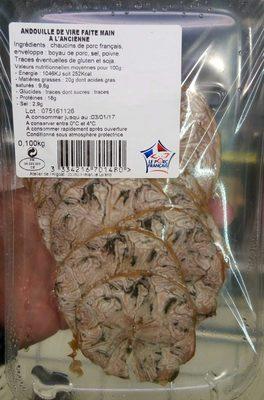 ANDOUILLE DE VIRE FAITE MAIN
A L'ANCIENNE
Ingrédients : chaudins de porc français,
enveloppe : boyau de porc, sel, poivre.
Traces éventuelles de gluten et soja.
Valeurs nutritionnelles moyennes pour 100g :
- Energie : 1046KJ soit 252Kcal
- Matières grasses : 20g dont acides gras
saturés : 9,6g
- Glucides : traces dont sucres : traces
- Protéines : 18g
- Sel : 2,9g
Lot : 075161126
A consommer jusqu'au : 03/01/17
A conserver entre 0°C et 4°C
A consommer rapidement après ouverture
Conditionné sous atmosphère protectrice
0,100kg
LE PORC
FRANÇAIS
3 334216 701480